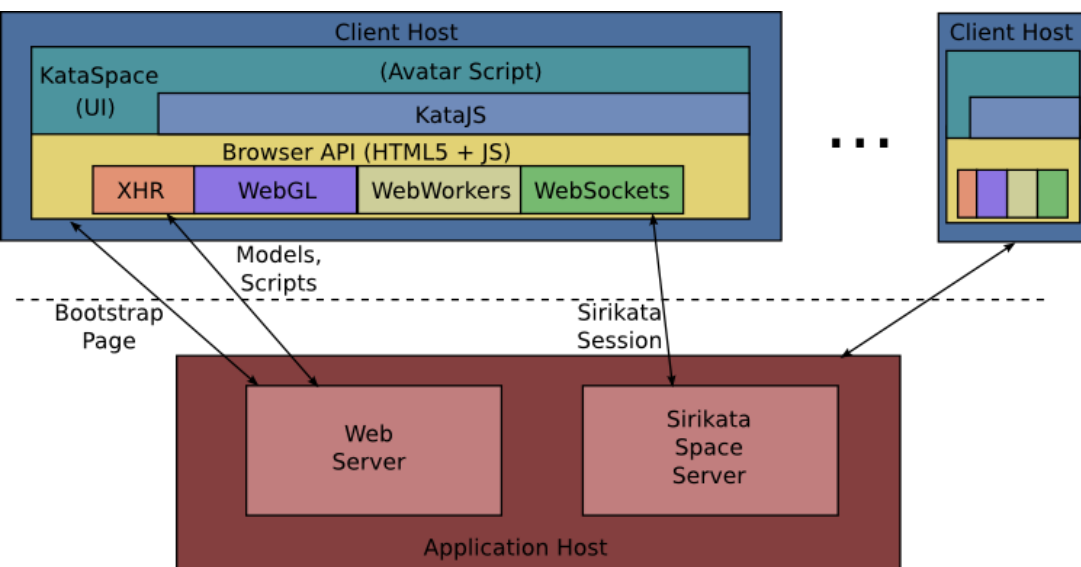 Client Host
Client Host
KataSpace
(UI)
(Avatar Script)
KataJS
Browser API (HTML5 + JS)
XHR
WebGL
WebWorkers
WebSockets
...
Models,
Scripts
Bootstrap
Page
Sirikata
Session
Web
Server
Sirikata
Space
Server
Application Host